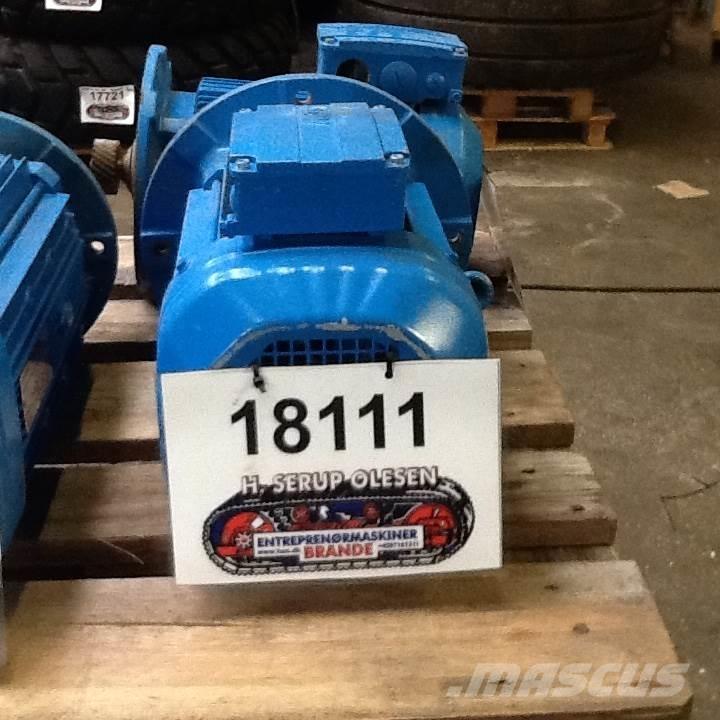 17721
18111
H. SERUP OLESEN
ENTREPRENØRMASKINER
BRANDE
MASCUS